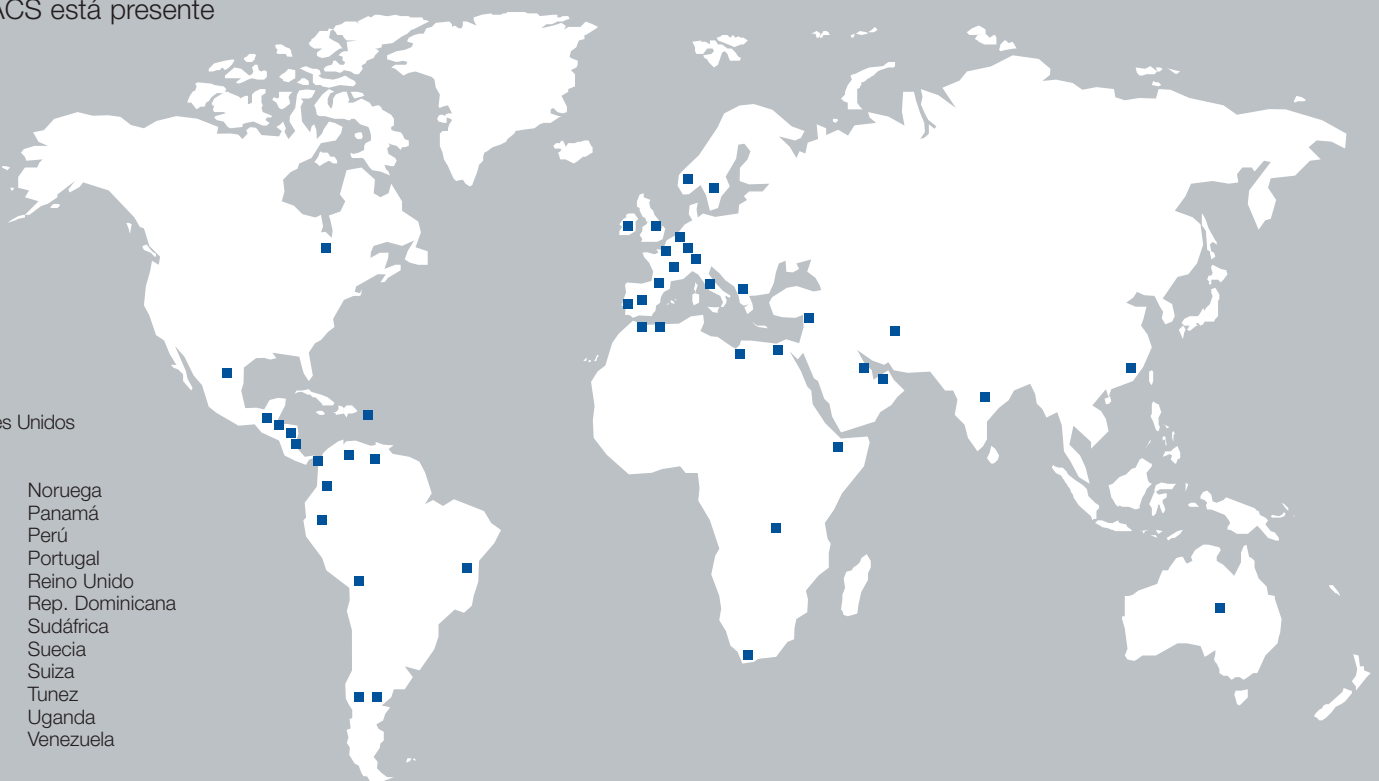 ACS está presente
es Unidos
Noruega
Panamá
Perú
Portugal
Reino Unido
Rep. Dominicana
Sudáfrica
Suecia
Suiza
Tunez
Uganda
Venezuela